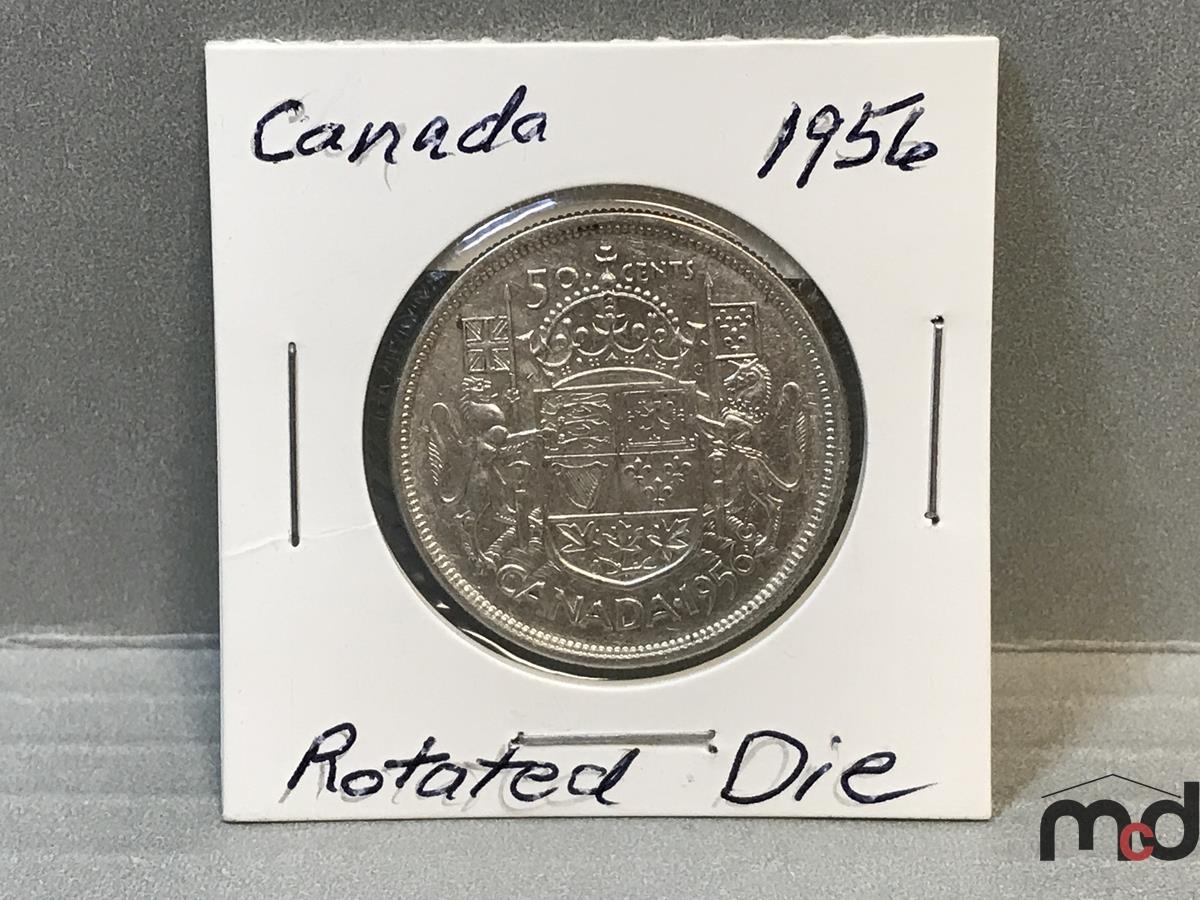 Canada 1956
50 CENTS
CANADA·1956
Rotated Die
mcd